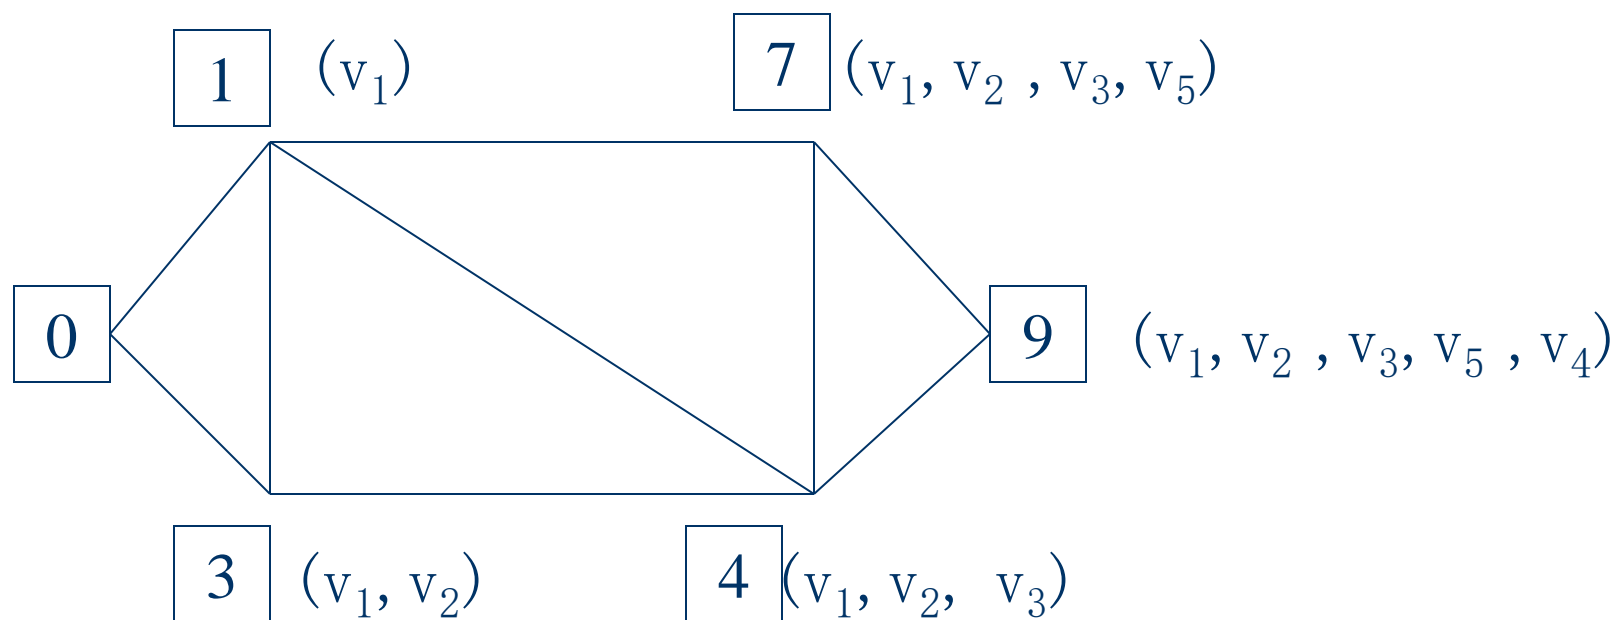 1 (v₁) 7 (v₁, v₂ , v₃, v₅)
0 9 (v₁, v₂ , v₃, v₅ , v₄)
3 (v₁, v₂) 4 (v₁, v₂, v₃)